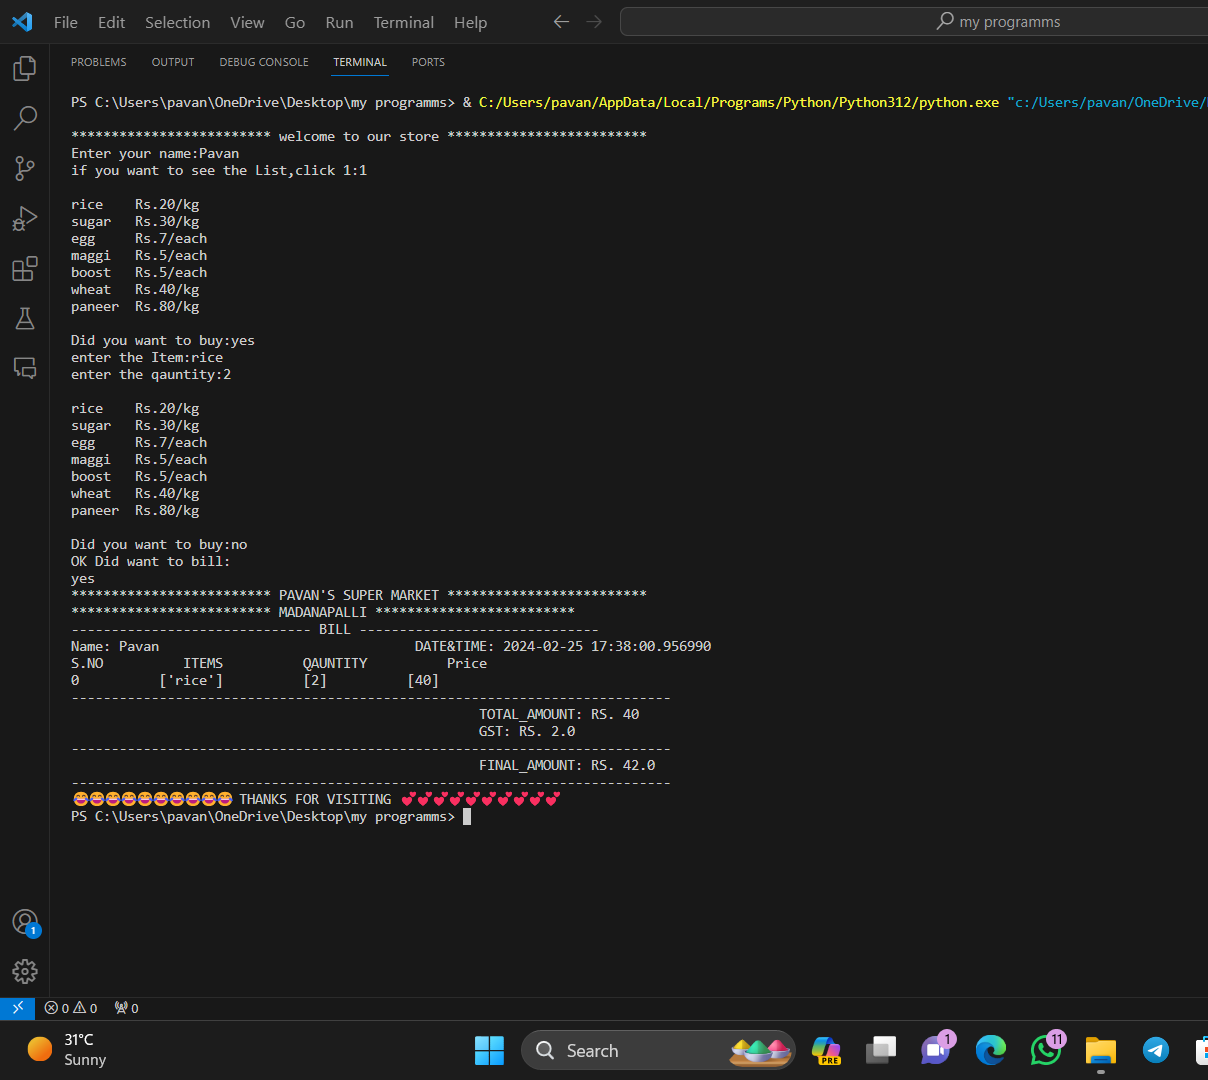 File Edit Selection View Go Run Terminal Help my programms
PROBLEMS OUTPUT DEBUG CONSOLE TERMINAL PORTS
PS C:\Users\pavan\OneDrive\Desktop\my programms> & C:/Users/pavan/AppData/Local/Programs/Python/Python312/python.exe "c:/Users/pavan/OneDrive/
************************* welcome to our store *************************
Enter your name:Pavan
if you want to see the List,click 1:1
rice    Rs.20/kg
sugar   Rs.30/kg
egg     Rs.7/each
maggi   Rs.5/each
boost   Rs.5/each
wheat   Rs.40/kg
paneer  Rs.80/kg
Did you want to buy:yes
enter the Item:rice
enter the qauntity:2
rice    Rs.20/kg
sugar   Rs.30/kg
egg     Rs.7/each
maggi   Rs.5/each
boost   Rs.5/each
wheat   Rs.40/kg
paneer  Rs.80/kg
Did you want to buy:no
OK Did want to bill:
yes
************************* PAVAN'S SUPER MARKET *************************
************************* MADANAPALLI *************************
------------------------------ BILL ------------------------------
Name: Pavan                                DATE&TIME: 2024-02-25 17:38:00.956990
S.NO          ITEMS          QAUNTITY          Price
0          ['rice']          [2]          [40]
---------------------------------------------------------------------------
TOTAL_AMOUNT: RS. 40
GST: RS. 2.0
---------------------------------------------------------------------------
FINAL_AMOUNT: RS. 42.0
---------------------------------------------------------------------------
😂😂😂😂😂😂😂😂😂😂 THANKS FOR VISITING 💕💕💕💕💕💕💕💕💕💕
PS C:\Users\pavan\OneDrive\Desktop\my programms>
1
0 0 0
31°C
Sunny
Search
PRE
1
11